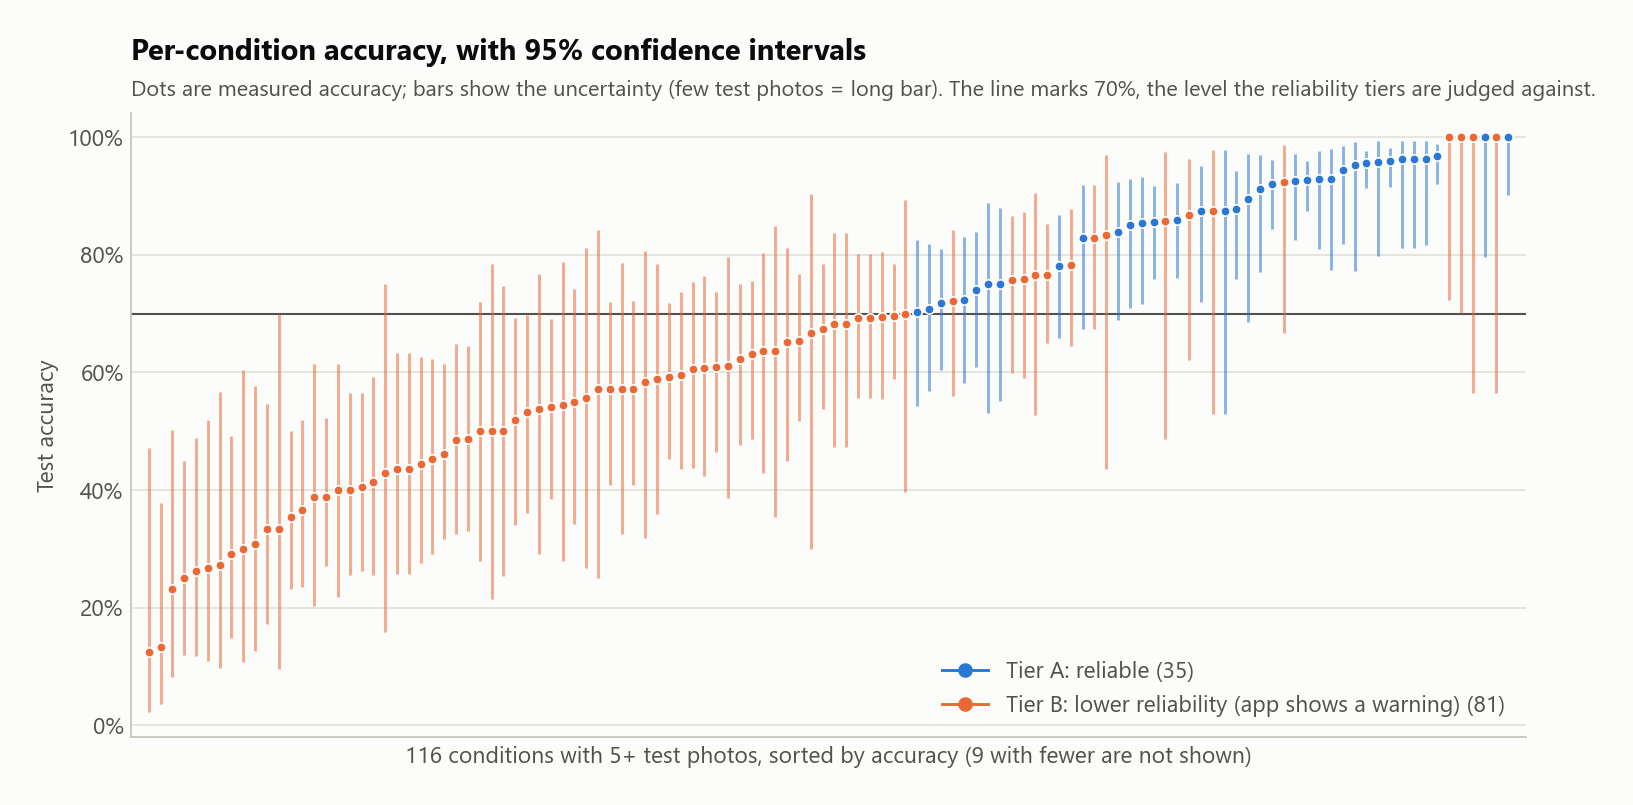 Per-condition accuracy, with 95% confidence intervals
Dots are measured accuracy; bars show the uncertainty (few test photos = long bar). The line marks 70%, the level the reliability tiers are judged against.
100%
80%
60%
40%
20%
0%
Test accuracy
Tier A: reliable (35)
Tier B: lower reliability (app shows a warning) (81)
116 conditions with 5+ test photos, sorted by accuracy (9 with fewer are not shown)